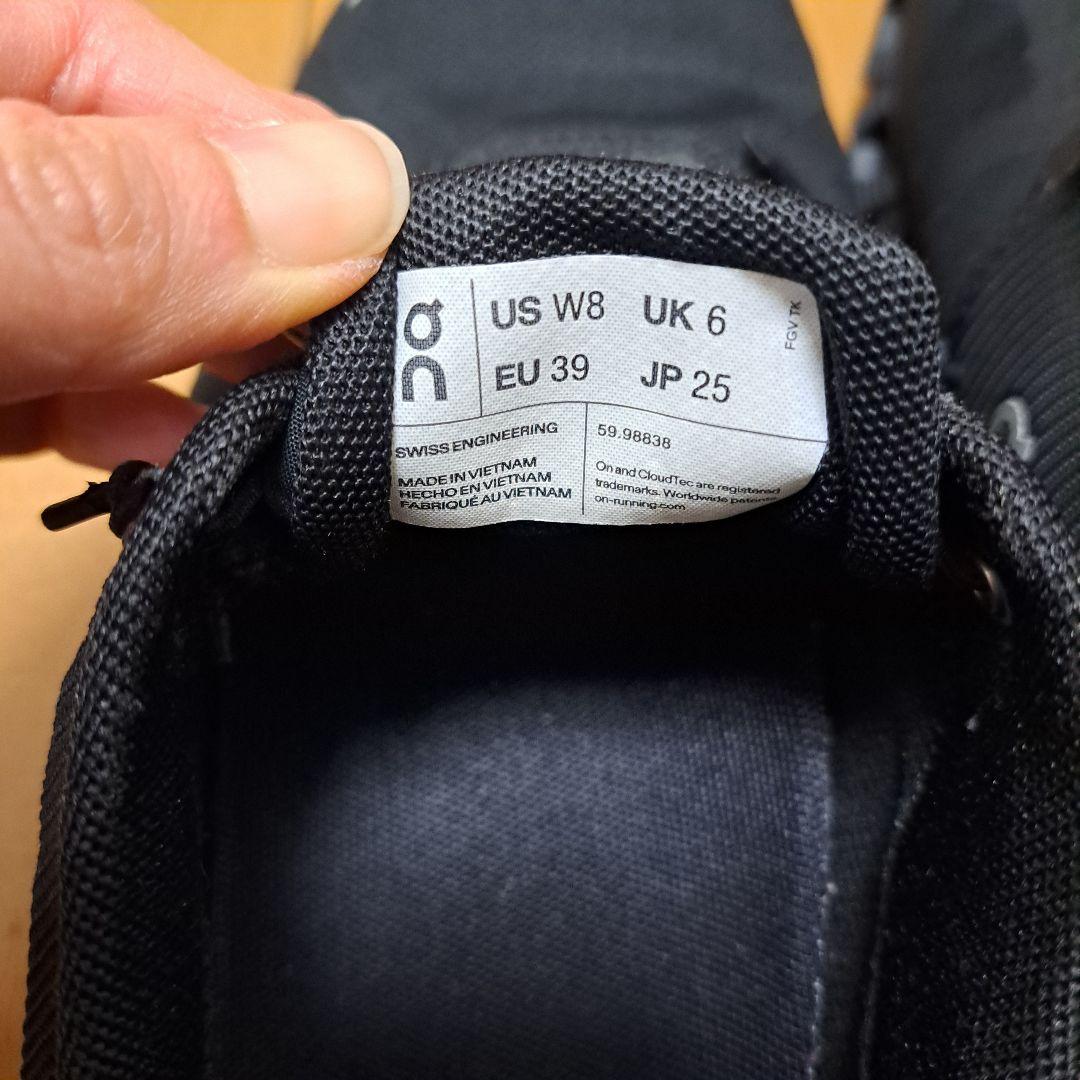 On
US W8 UK 6
EU 39 JP 25
FGV TK
SWISS ENGINEERING
MADE IN VIETNAM
HECHO EN VIETNAM
FABRIQUÉ AU VIETNAM
59.98838
On and CloudTec are registered
trademarks. Worldwide patents
on-running.com